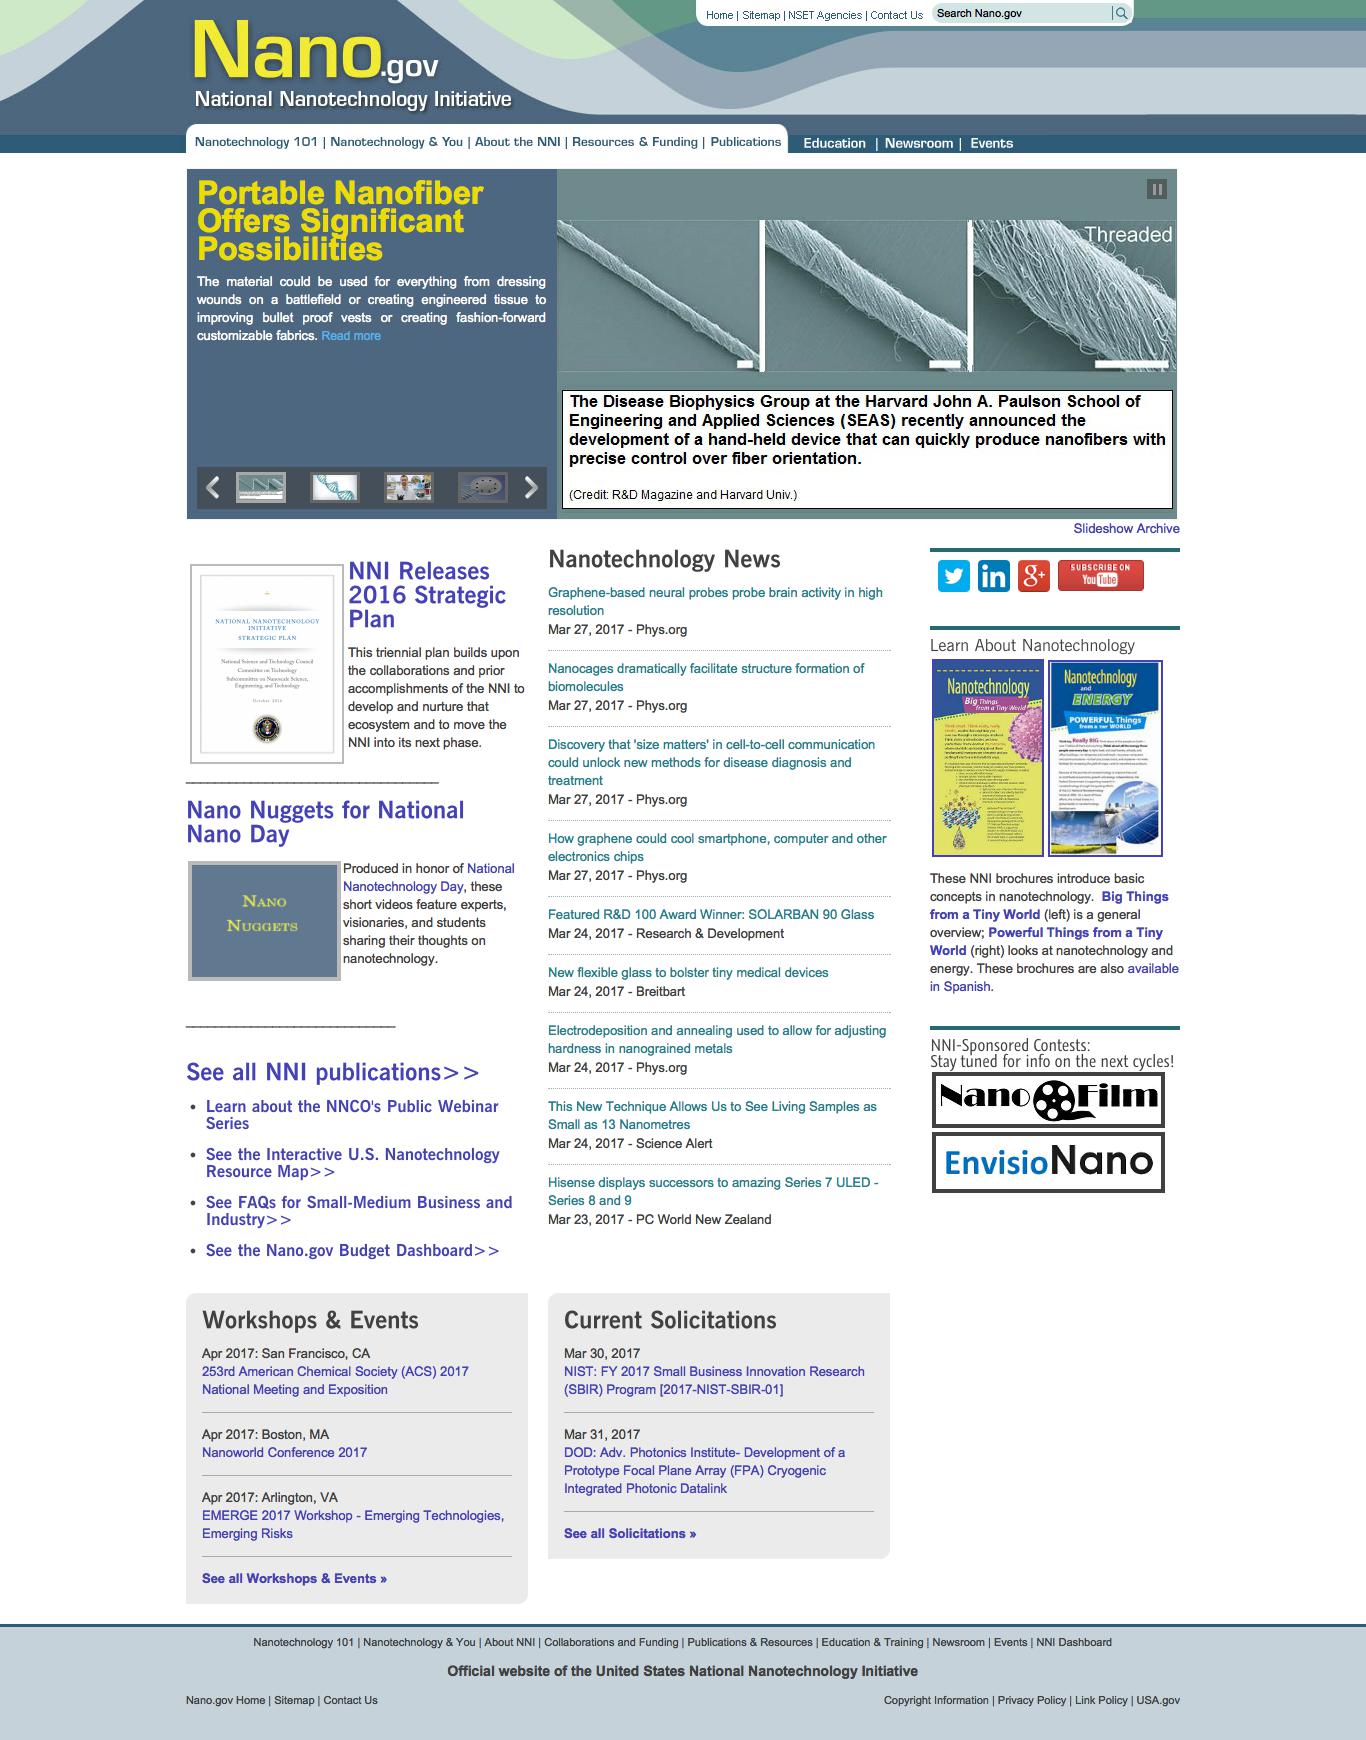 Home | Sitemap | NSET Agencies | Contact Us
Search Nano.gov
Nano.gov
National Nanotechnology Initiative
Nanotechnology 101 | Nanotechnology & You | About the NNI | Resources & Funding | Publications
Education | Newsroom | Events
Portable Nanofiber
Offers Significant
Possibilities
The material could be used for everything from dressing
wounds on a battlefield or creating engineered tissue to
improving bullet proof vests or creating fashion-forward
customizable fabrics. Read more
Threaded
The Disease Biophysics Group at the Harvard John A. Paulson School of
Engineering and Applied Sciences (SEAS) recently announced the
development of a hand-held device that can quickly produce nanofibers with
precise control over fiber orientation.
(Credit: R&D Magazine and Harvard Univ.)
Slideshow Archive
NATIONAL NANOTECHNOLOGY
INITIATIVE
STRATEGIC PLAN
National Science and Technology Council
Committee on Technology
Subcommittee on Nanoscale Science,
Engineering, and Technology
October 2016
NNI Releases
2016 Strategic
Plan
This triennial plan builds upon
the collaborations and prior
accomplishments of the NNI to
develop and nurture that
ecosystem and to move the
NNI into its next phase.
Nano Nuggets for National
Nano Day
NANO
NUGGETS
Produced in honor of National
Nanotechnology Day, these
short videos feature experts,
visionaries, and students
sharing their thoughts on
nanotechnology.
See all NNI publications>>
• Learn about the NNCO's Public Webinar
Series
• See the Interactive U.S. Nanotechnology
Resource Map>>
• See FAQs for Small-Medium Business and
Industry>>
• See the Nano.gov Budget Dashboard>>
Nanotechnology News
Graphene-based neural probes probe brain activity in high
resolution
Mar 27, 2017 - Phys.org
Nanocages dramatically facilitate structure formation of
biomolecules
Mar 27, 2017 - Phys.org
Discovery that 'size matters' in cell-to-cell communication
could unlock new methods for disease diagnosis and
treatment
Mar 27, 2017 - Phys.org
How graphene could cool smartphone, computer and other
electronics chips
Mar 27, 2017 - Phys.org
Featured R&D 100 Award Winner: SOLARBAN 90 Glass
Mar 24, 2017 - Research & Development
New flexible glass to bolster tiny medical devices
Mar 24, 2017 - Breitbart
Electrodeposition and annealing used to allow for adjusting
hardness in nanograined metals
Mar 24, 2017 - Phys.org
This New Technique Allows Us to See Living Samples as
Small as 13 Nanometres
Mar 24, 2017 - Science Alert
Hisense displays successors to amazing Series 7 ULED -
Series 8 and 9
Mar 23, 2017 - PC World New Zealand
in
g+
SUBSCRIBE ON
YouTube
Learn About Nanotechnology
Nanotechnology
Big Things
from a Tiny World
Nanotechnology
and
ENERGY
POWERFUL Things
from a Tiny WORLD
These NNI brochures introduce basic
concepts in nanotechnology. Big Things
from a Tiny World (left) is a general
overview; Powerful Things from a Tiny
World (right) looks at nanotechnology and
energy. These brochures are also available
in Spanish.
NNI-Sponsored Contests:
Stay tuned for info on the next cycles!
Nano Film
EnvisioNano
Workshops & Events
Apr 2017: San Francisco, CA
253rd American Chemical Society (ACS) 2017
National Meeting and Exposition
Apr 2017: Boston, MA
Nanoworld Conference 2017
Apr 2017: Arlington, VA
EMERGE 2017 Workshop - Emerging Technologies,
Emerging Risks
See all Workshops & Events »
Current Solicitations
Mar 30, 2017
NIST: FY 2017 Small Business Innovation Research
(SBIR) Program [2017-NIST-SBIR-01]
Mar 31, 2017
DOD: Adv. Photonics Institute- Development of a
Prototype Focal Plane Array (FPA) Cryogenic
Integrated Photonic Datalink
See all Solicitations »
Nanotechnology 101 | Nanotechnology & You | About NNI | Collaborations and Funding | Publications & Resources | Education & Training | Newsroom | Events | NNI Dashboard
Official website of the United States National Nanotechnology Initiative
Nano.gov Home | Sitemap | Contact Us
Copyright Information | Privacy Policy | Link Policy | USA.gov